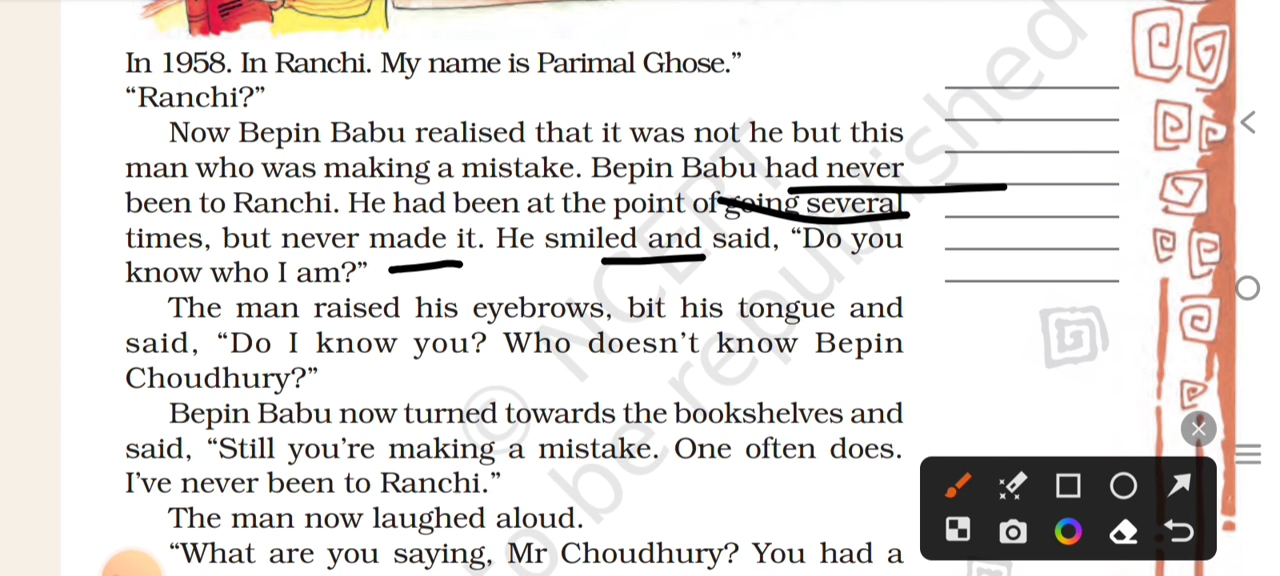 In 1958. In Ranchi. My name is Parimal Ghose.”
“Ranchi?”
Now Bepin Babu realised that it was not he but this
man who was making a mistake. Bepin Babu had never
been to Ranchi. He had been at the point of going several
times, but never made it. He smiled and said, “Do you
know who I am?”
The man raised his eyebrows, bit his tongue and
said, “Do I know you? Who doesn’t know Bepin
Choudhury?”
Bepin Babu now turned towards the bookshelves and
said, “Still you’re making a mistake. One often does.
I’ve never been to Ranchi.”
The man now laughed aloud.
“What are you saying, Mr Choudhury? You had a
© NCERT
be republished